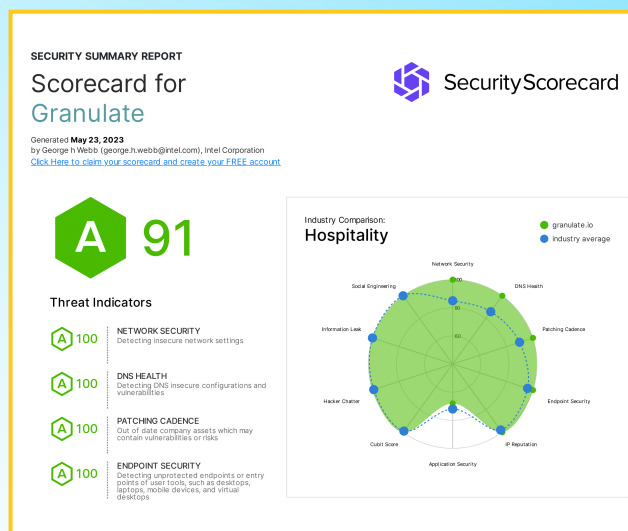 SECURITY SUMMARY REPORT
Scorecard for
Granulate
SecurityScorecard
Generated May 23, 2023
by George h Webb (george.h.webb@intel.com), Intel Corporation
Click Here to claim your scorecard and create your FREE account
A 91
Threat Indicators
A 100
NETWORK SECURITY
Detecting insecure network settings
A 100
DNS HEALTH
Detecting DNS insecure configurations and
vulnerabilities
A 100
PATCHING CADENCE
Out of date company assets which may
contain vulnerabilities or risks
A 100
ENDPOINT SECURITY
Detecting unprotected endpoints or entry
points of user tools, such as desktops,
laptops, mobile devices, and virtual
desktops
Industry Comparison:
Hospitality
granulate.io
industry average
Network Security
Social Engineering
DNS Health
Information Leak
Patching Cadence
Hacker Chatter
Endpoint Security
Cubit Score
IP Reputation
Application Security